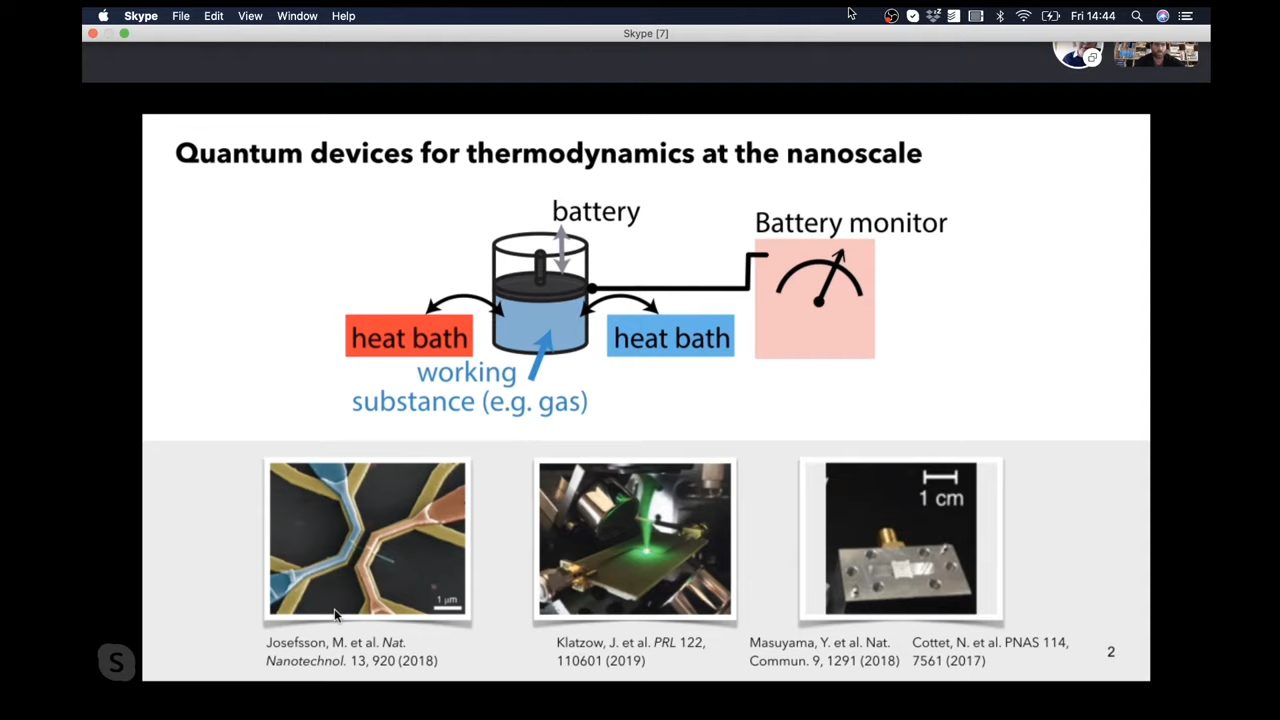 Skype File Edit View Window Help Fri 14:44
Skype [7]
Quantum devices for thermodynamics at the nanoscale
battery
Battery monitor
heat bath
heat bath
working
substance (e.g. gas)
1 μm
1 cm
Josefsson, M. et al. Nat.
Nanotechnol. 13, 920 (2018)
Klatzow, J. et al. PRL 122,
110601 (2019)
Masuyama, Y. et al. Nat.
Commun. 9, 1291 (2018)
Cottet, N. et al. PNAS 114,
7561 (2017)
2
S